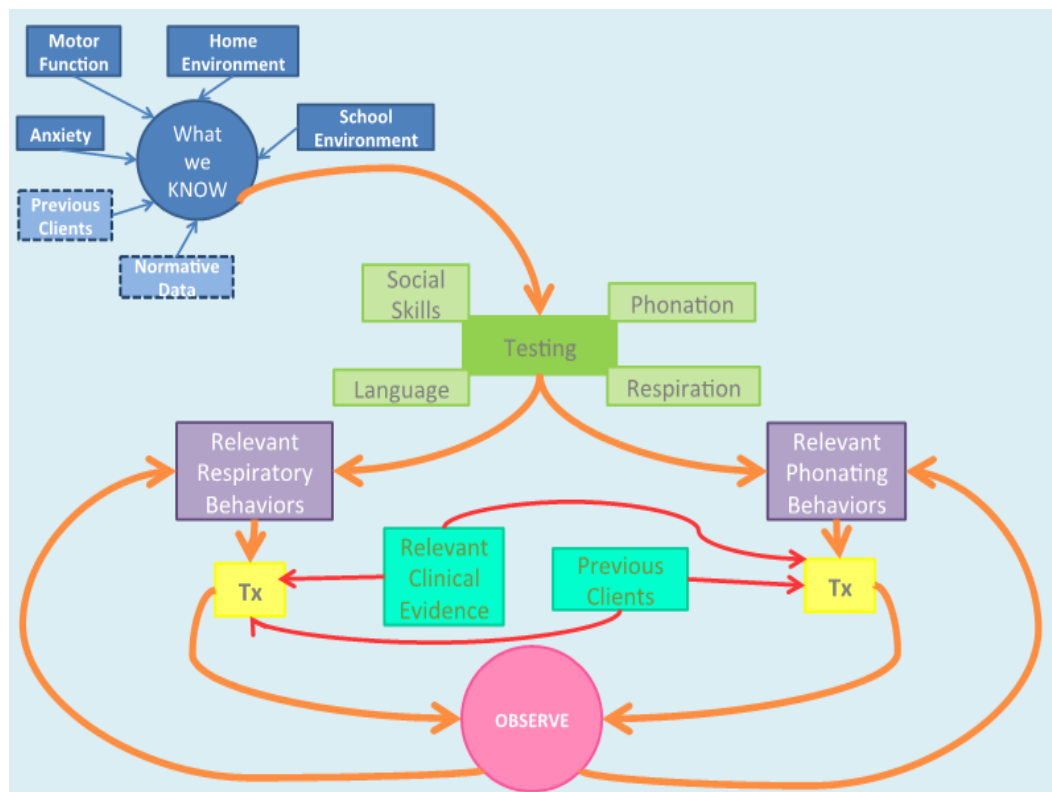 Motor
Function
Home
Environment
School
Environment
Anxiety
What
we
KNOW
Previous
Clients
Normative
Data
Social
Skills
Phonation
Testing
Language
Respiration
Relevant
Respiratory
Behaviors
Relevant
Phonating
Behaviors
Relevant
Clinical
Evidence
Previous
Clients
Tx
Tx
OBSERVE